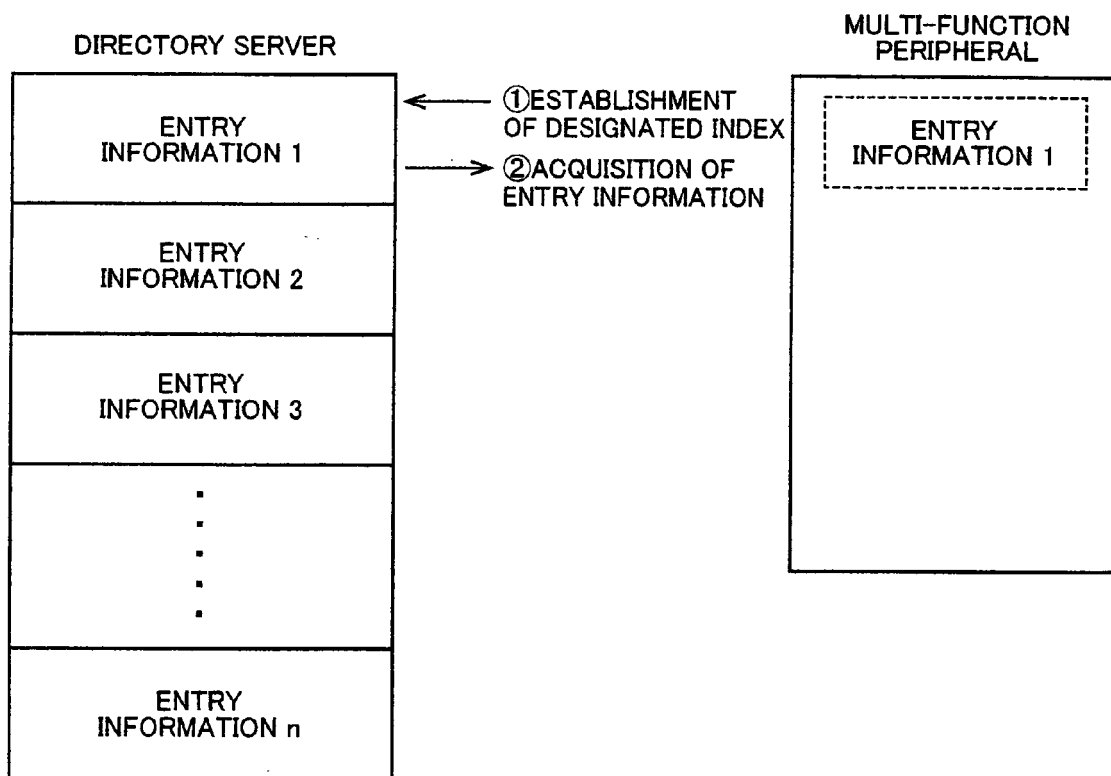 DIRECTORY SERVER
ENTRY
INFORMATION 1
ENTRY
INFORMATION 2
ENTRY
INFORMATION 3
ENTRY
INFORMATION n
①ESTABLISHMENT
OF DESIGNATED INDEX
②ACQUISITION OF
ENTRY INFORMATION
MULTI-FUNCTION
PERIPHERAL
ENTRY
INFORMATION 1